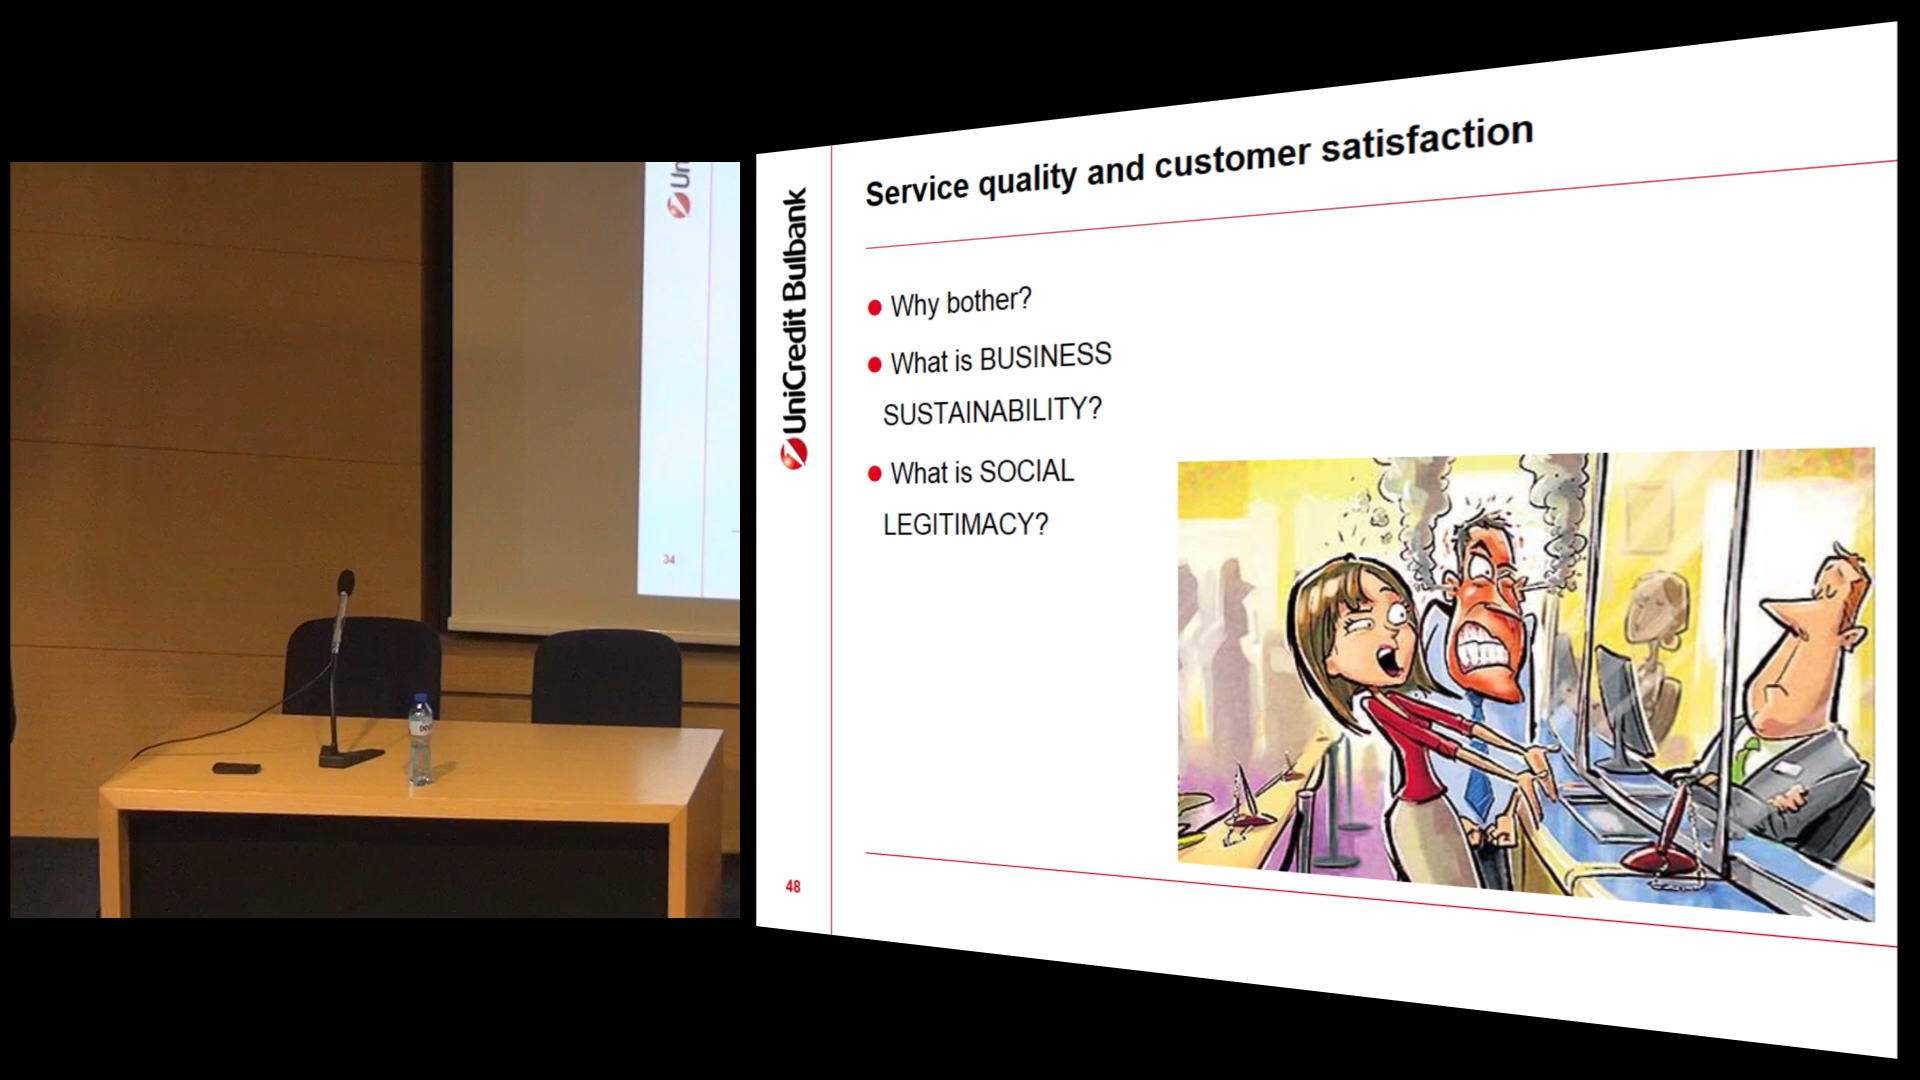 Un
34
UniCredit Bulbank
Service quality and customer satisfaction
Why bother?
What is BUSINESS
SUSTAINABILITY?
What is SOCIAL
LEGITIMACY?
48